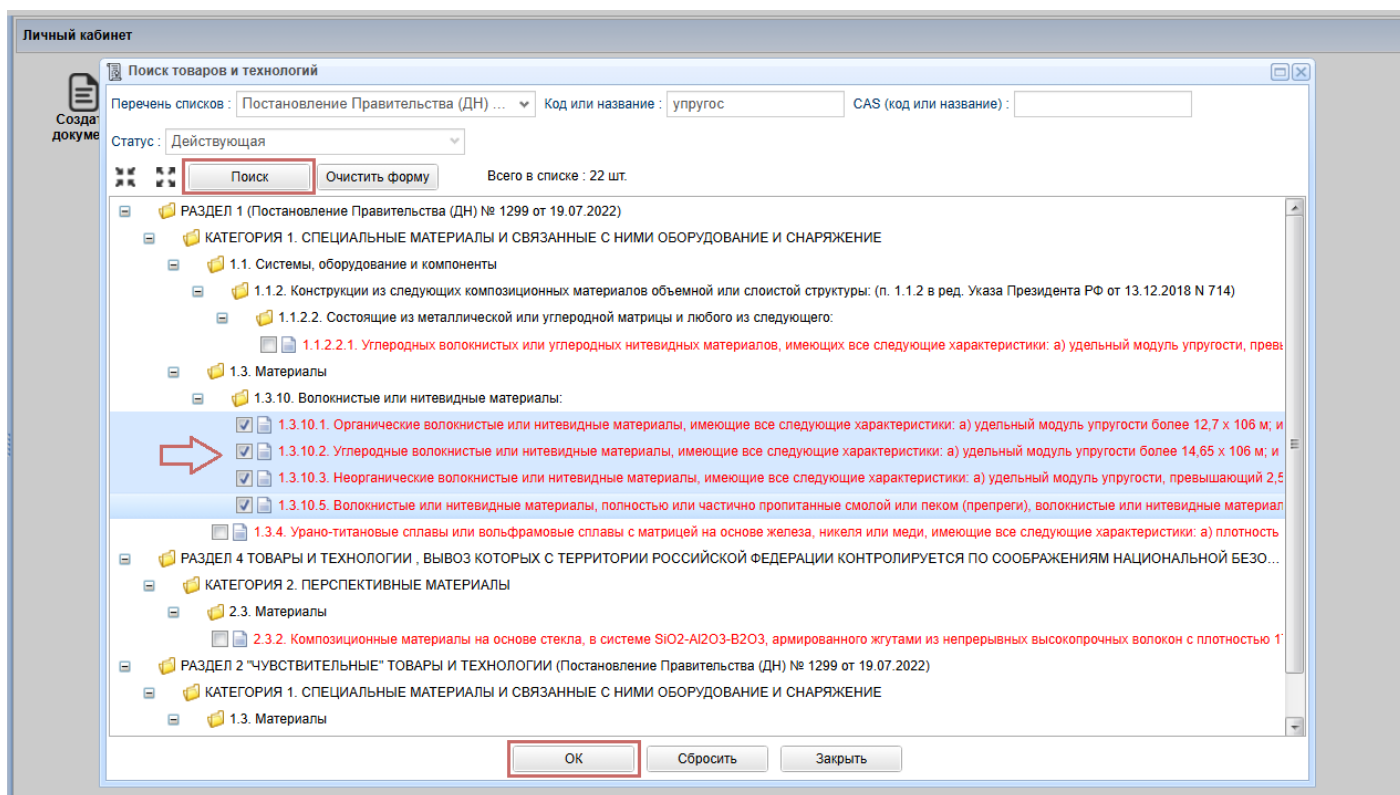 Личный кабинет
Поиск товаров и технологий
Перечень списков : Постановление Правительства (ДН) ... Код или название : упругос CAS (код или название) :
Созда
докуме
Статус : Действующая
Поиск Очистить форму Всего в списке : 22 шт.
РАЗДЕЛ 1 (Постановление Правительства (ДН) № 1299 от 19.07.2022)
КАТЕГОРИЯ 1. СПЕЦИАЛЬНЫЕ МАТЕРИАЛЫ И СВЯЗАННЫЕ С НИМИ ОБОРУДОВАНИЕ И СНАРЯЖЕНИЕ
1.1. Системы, оборудование и компоненты
1.1.2. Конструкции из следующих композиционных материалов объемной или слоистой структуры: (п. 1.1.2 в ред. Указа Президента РФ от 13.12.2018 N 714)
1.1.2.2. Состоящие из металлической или углеродной матрицы и любого из следующего:
1.1.2.2.1. Углеродных волокнистых или углеродных нитевидных материалов, имеющих все следующие характеристики: а) удельный модуль упругости, превы
1.3. Материалы
1.3.10. Волокнистые или нитевидные материалы:
1.3.10.1. Органические волокнистые или нитевидные материалы, имеющие все следующие характеристики: а) удельный модуль упругости более 12,7 x 106 м; и
1.3.10.2. Углеродные волокнистые или нитевидные материалы, имеющие все следующие характеристики: а) удельный модуль упругости более 14,65 x 106 м; и
1.3.10.3. Неорганические волокнистые или нитевидные материалы, имеющие все следующие характеристики: а) удельный модуль упругости, превышающий 2,5
1.3.10.5. Волокнистые или нитевидные материалы, полностью или частично пропитанные смолой или пеком (препреги), волокнистые или нитевидные материал
1.3.4. Урано-титановые сплавы или вольфрамовые сплавы с матрицей на основе железа, никеля или меди, имеющие все следующие характеристики: а) плотность
РАЗДЕЛ 4 ТОВАРЫ И ТЕХНОЛОГИИ , ВЫВОЗ КОТОРЫХ С ТЕРРИТОРИИ РОССИЙСКОЙ ФЕДЕРАЦИИ КОНТРОЛИРУЕТСЯ ПО СООБРАЖЕНИЯМ НАЦИОНАЛЬНОЙ БЕЗО...
КАТЕГОРИЯ 2. ПЕРСПЕКТИВНЫЕ МАТЕРИАЛЫ
2.3. Материалы
2.3.2. Композиционные материалы на основе стекла, в системе SiO2-Al2O3-B2O3, армированного жгутами из непрерывных высокопрочных волокон с плотностью 1
РАЗДЕЛ 2 "ЧУВСТВИТЕЛЬНЫЕ" ТОВАРЫ И ТЕХНОЛОГИИ (Постановление Правительства (ДН) № 1299 от 19.07.2022)
КАТЕГОРИЯ 1. СПЕЦИАЛЬНЫЕ МАТЕРИАЛЫ И СВЯЗАННЫЕ С НИМИ ОБОРУДОВАНИЕ И СНАРЯЖЕНИЕ
1.3. Материалы
ОК Сбросить Закрыть